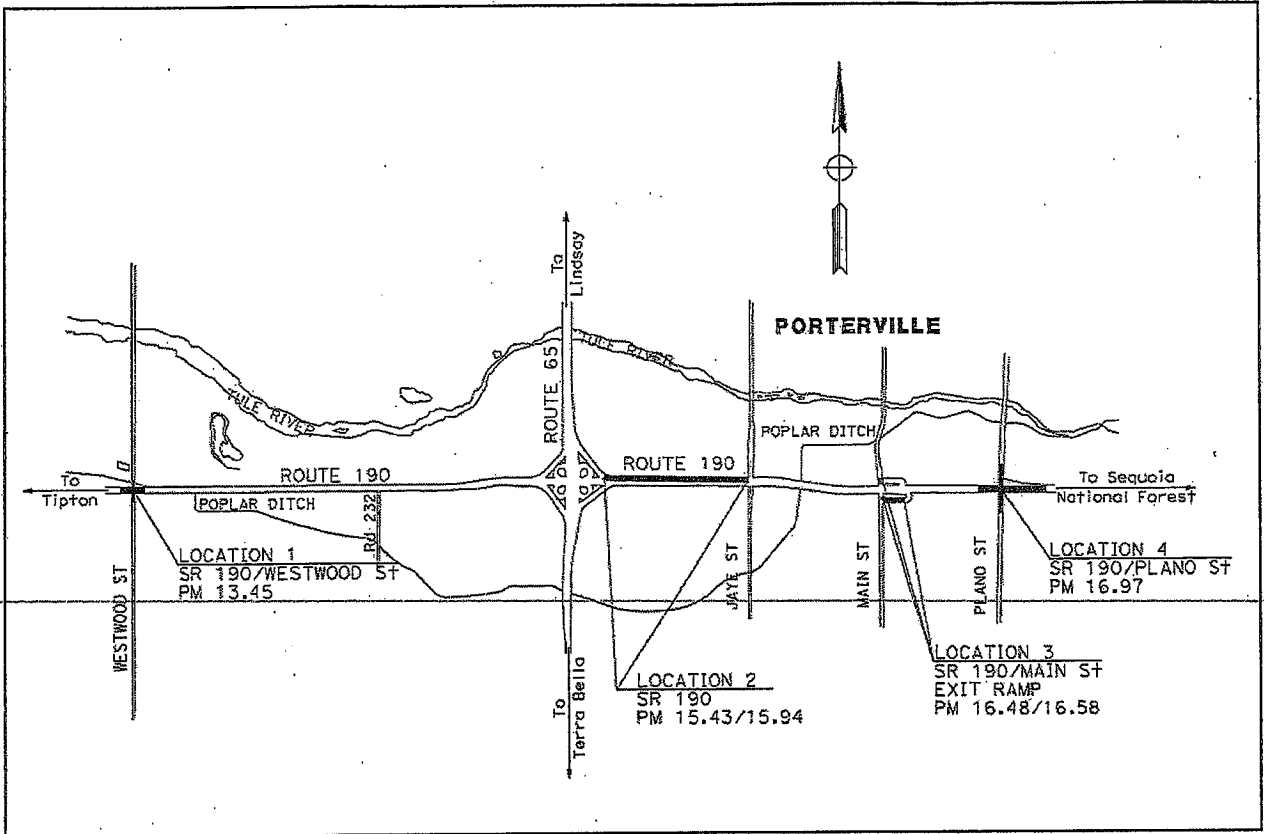 To
Lindsay
PORTERVILLE
ROUTE 65
TULE RIVER
TULE RIVER
POPLAR DITCH
ROUTE 190
ROUTE 190
To
Tipton
To Sequoia
National Forest
POPLAR DITCH
Rd 232
LOCATION 1
SR 190/WESTWOOD St
PM 13.45
WESTWOOD ST
JAYE ST
MAIN ST
PLANO ST
LOCATION 4
SR 190/PLANO St
PM 16.97
LOCATION 3
SR 190/MAIN St
EXIT RAMP
PM 16.48/16.58
LOCATION 2
SR 190
PM 15.43/15.94
To
Terra Bella